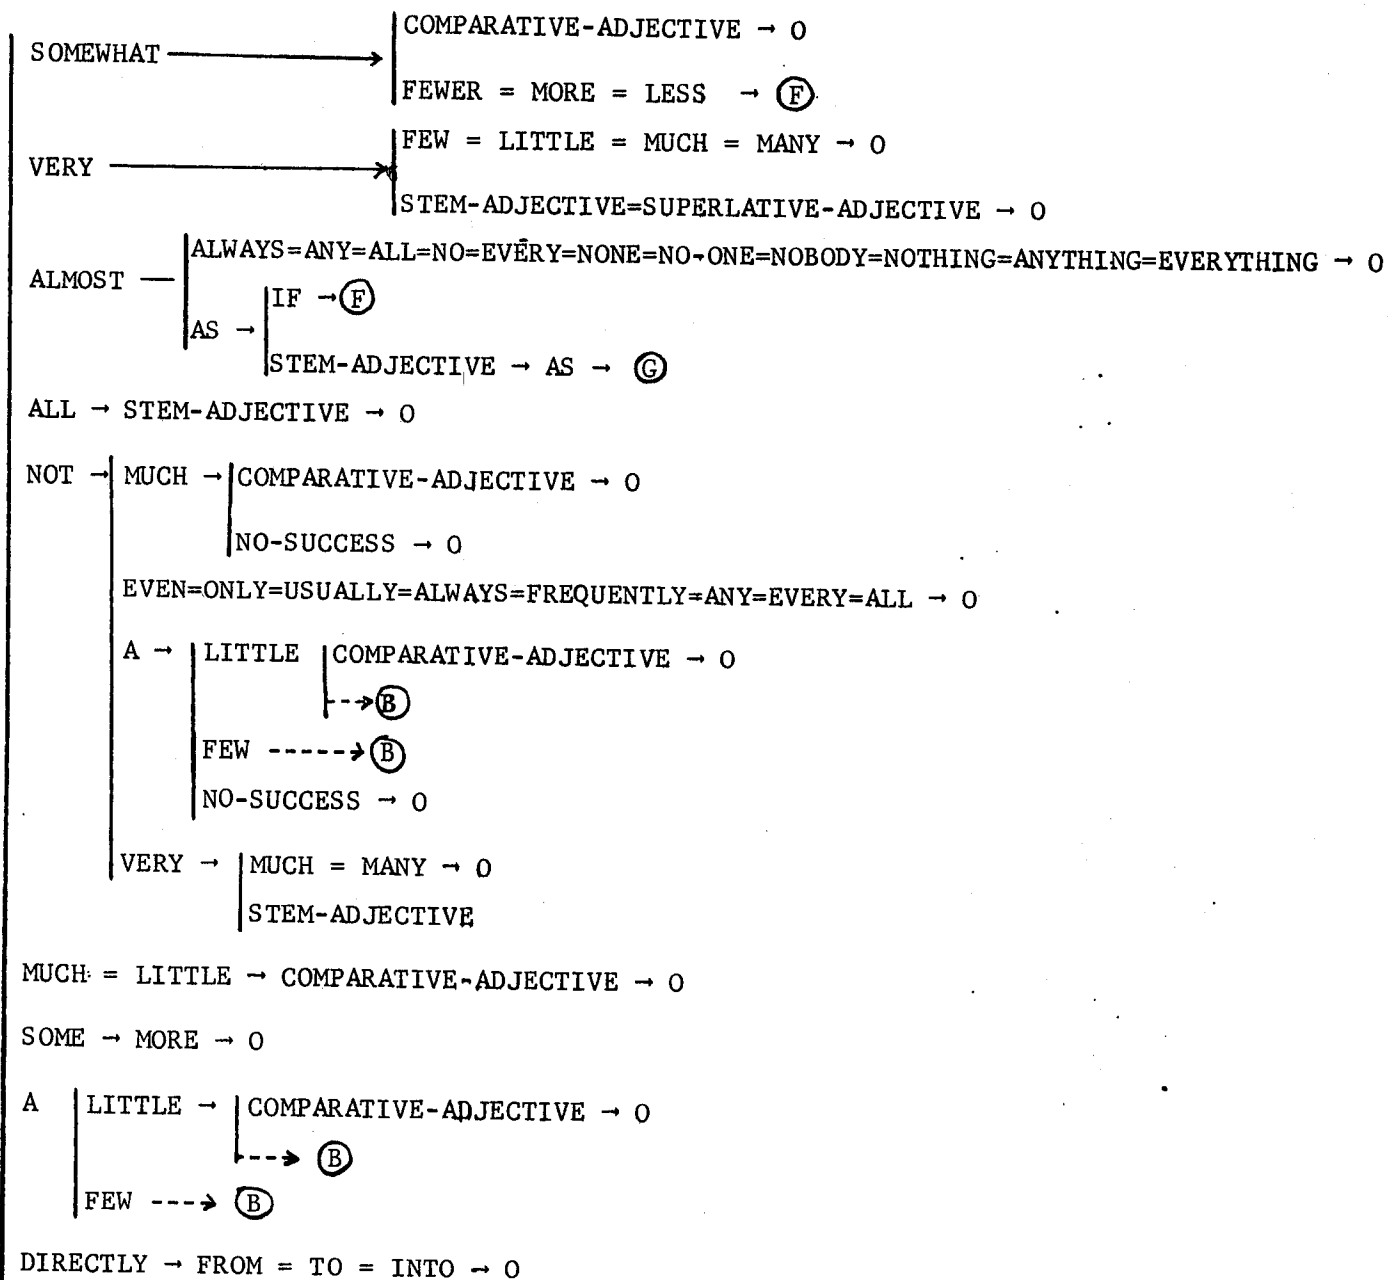 COMPARATIVE-ADJECTIVE → O
SOMEWHAT →
FEWER = MORE = LESS → Ⓕ
FEW = LITTLE = MUCH = MANY → O
VERY →
STEM-ADJECTIVE=SUPERLATIVE-ADJECTIVE → O
ALWAYS=ANY=ALL=NO=EVERY=NONE=NO-ONE=NOBODY=NOTHING=ANYTHING=EVERYTHING → O
ALMOST —
IF → Ⓕ
AS →
STEM-ADJECTIVE → AS → Ⓖ
ALL → STEM-ADJECTIVE → O
NOT → MUCH → COMPARATIVE-ADJECTIVE → O
NO-SUCCESS → O
EVEN=ONLY=USUALLY=ALWAYS=FREQUENTLY=ANY=EVERY=ALL → O
A → LITTLE COMPARATIVE-ADJECTIVE → O
--→ Ⓑ
FEW -----→ Ⓑ
NO-SUCCESS → O
VERY → MUCH = MANY → O
STEM-ADJECTIVE
MUCH = LITTLE → COMPARATIVE-ADJECTIVE → O
SOME → MORE → O
A LITTLE → COMPARATIVE-ADJECTIVE → O
---→ Ⓑ
FEW ---→ Ⓑ
DIRECTLY → FROM = TO = INTO → O